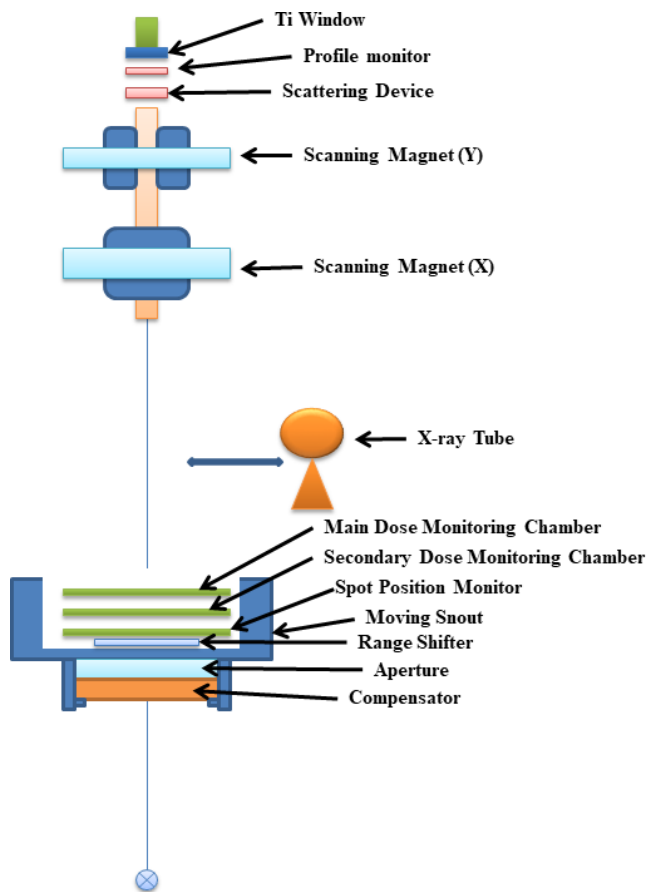 Ti Window
Profile monitor
Scattering Device
Scanning Magnet (Y)
Scanning Magnet (X)
X-ray Tube
Main Dose Monitoring Chamber
Secondary Dose Monitoring Chamber
Spot Position Monitor
Moving Snout
Range Shifter
Aperture
Compensator